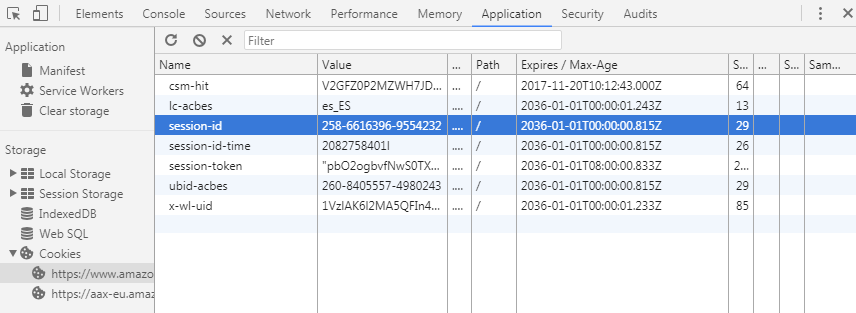 Elements Console Sources Network Performance Memory Application Security Audits
Application
Manifest
Service Workers
Clear storage
Storage
Local Storage
Session Storage
IndexedDB
Web SQL
Cookies
https://www.amazo
https://aax-eu.amaz
Filter
Name Value ... Path Expires / Max-Age S... ... S... Sam...
csm-hit V2GFZ0P2MZWH7JD... .... / 2017-11-20T10:12:43.000Z 64
lc-acbes es_ES .... / 2036-01-01T00:00:01.243Z 13
session-id 258-6616396-9554232 .... / 2036-01-01T00:00:00.815Z 29
session-id-time 2082758401l .... / 2036-01-01T00:00:00.815Z 26
session-token "pbO2ogbvfNwS0TX... .... / 2036-01-01T08:00:00.833Z 2...
ubid-acbes 260-8405557-4980243 .... / 2036-01-01T00:00:00.815Z 29
x-wl-uid 1VzIAK6I2MA5QFIn4... .... / 2036-01-01T00:00:01.233Z 85